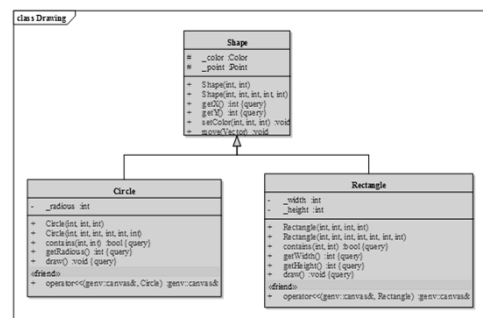 class Drawing
Shape
# _color :Color
# _point :Point
+ Shape(int, int)
+ Shape(int, int, int, int, int)
+ getX() :int {query}
+ getY() :int {query}
+ setColor(int, int, int) :void
+ move(Vector) :void
Circle
- _radious :int
+ Circle(int, int, int)
+ Circle(int, int, int, int, int, int)
+ contains(int, int) :bool {query}
+ getRadious() :int {query}
+ draw() :void {query}
«friend»
+ operator<<(genv::canvas&, Circle) :genv::canvas&
Rectangle
- _width :int
- _height :int
+ Rectangle(int, int, int, int)
+ Rectangle(int, int, int, int, int, int, int)
+ contains(int, int) :bool {query}
+ getWidth() :int {query}
+ getHeight() :int {query}
+ draw() :void {query}
«friend»
+ operator<<(genv::canvas&, Rectangle) :genv::canvas&